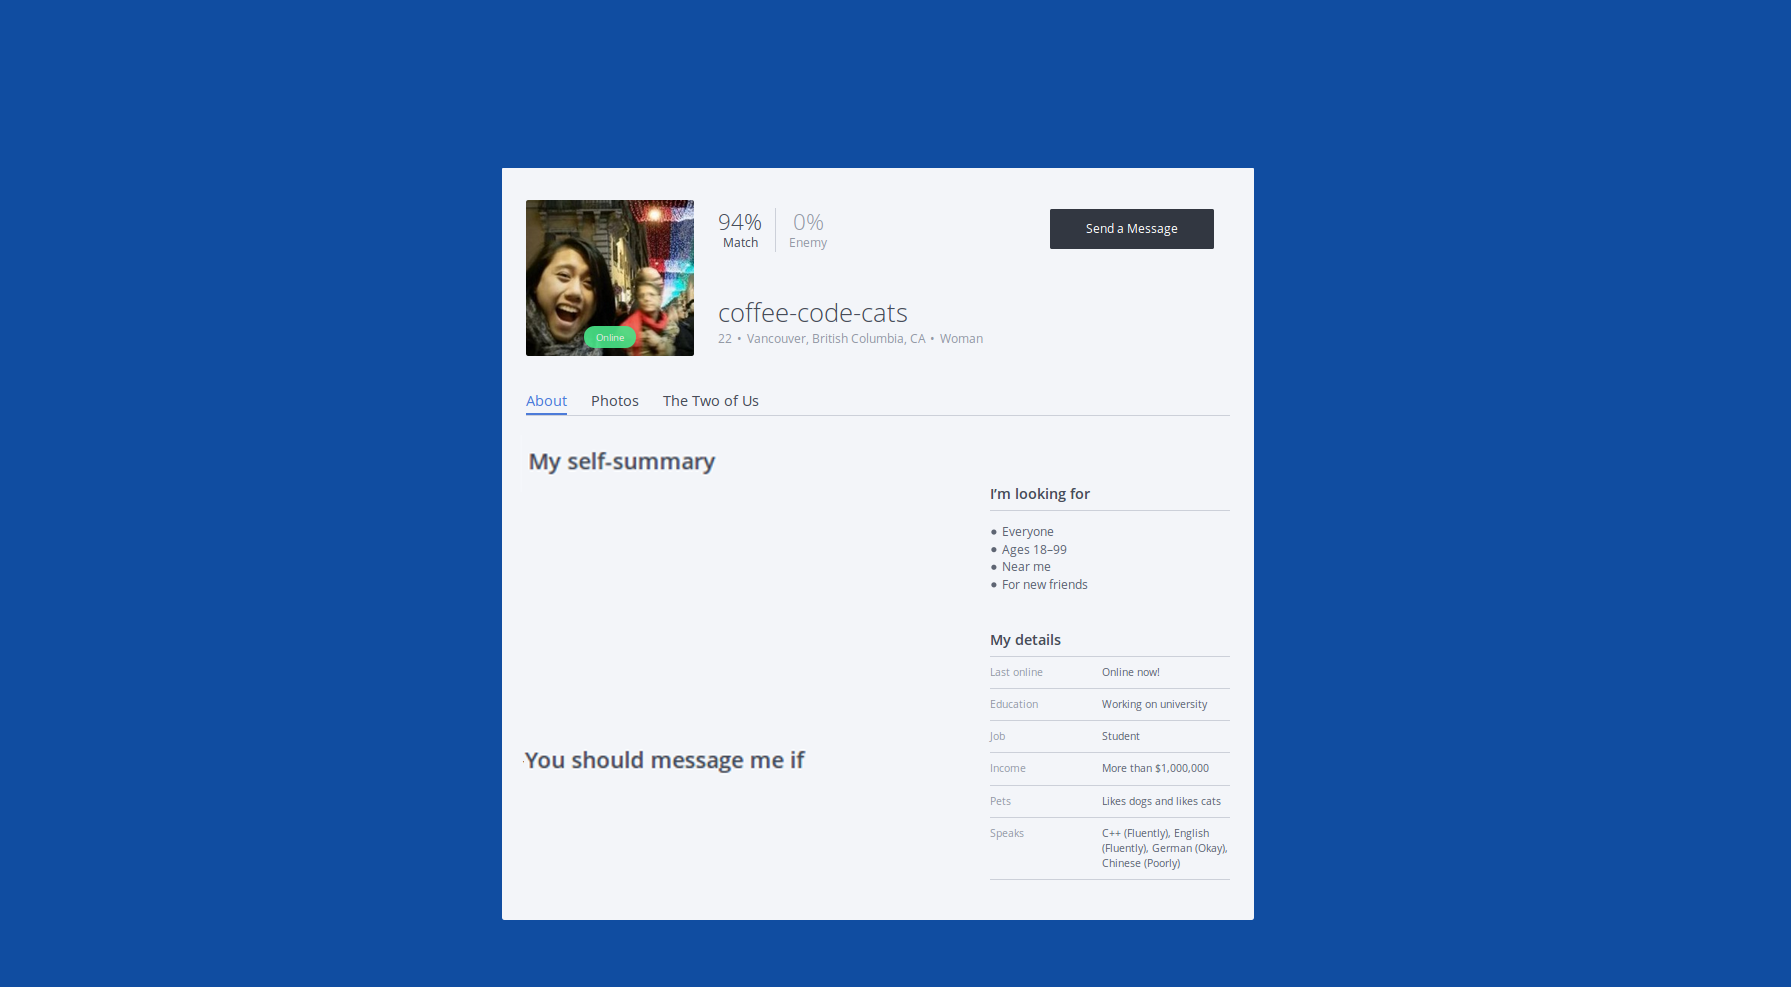 94%
Match
0%
Enemy
Send a Message
Online
coffee-code-cats
22 • Vancouver, British Columbia, CA • Woman
About Photos The Two of Us
My self-summary
I’m looking for
• Everyone
• Ages 18–99
• Near me
• For new friends
My details
Last online Online now!
Education Working on university
Job Student
Income More than $1,000,000
Pets Likes dogs and likes cats
Speaks C++ (Fluently), English
(Fluently), German (Okay),
Chinese (Poorly)
You should message me if